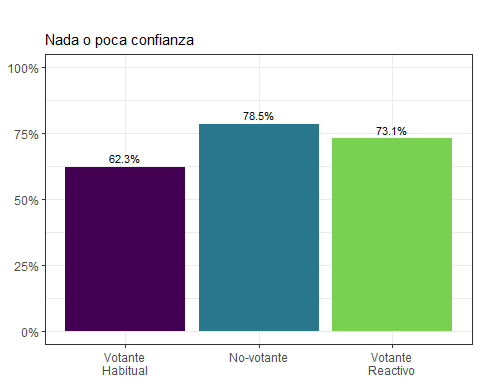 Nada o poca confianza
100%
75%
50%
25%
0%
62.3%
78.5%
73.1%
Votante
Habitual
No-votante
Votante
Reactivo